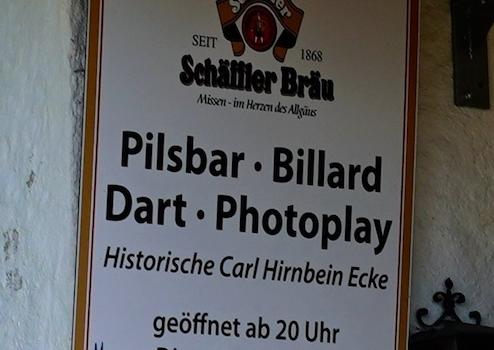 SEIT 1868
Schäffler Bräu
Missen - im Herzen des Allgäus
Pilsbar · Billard
Dart · Photoplay
Historische Carl Hirnbein Ecke
geöffnet ab 20 Uhr